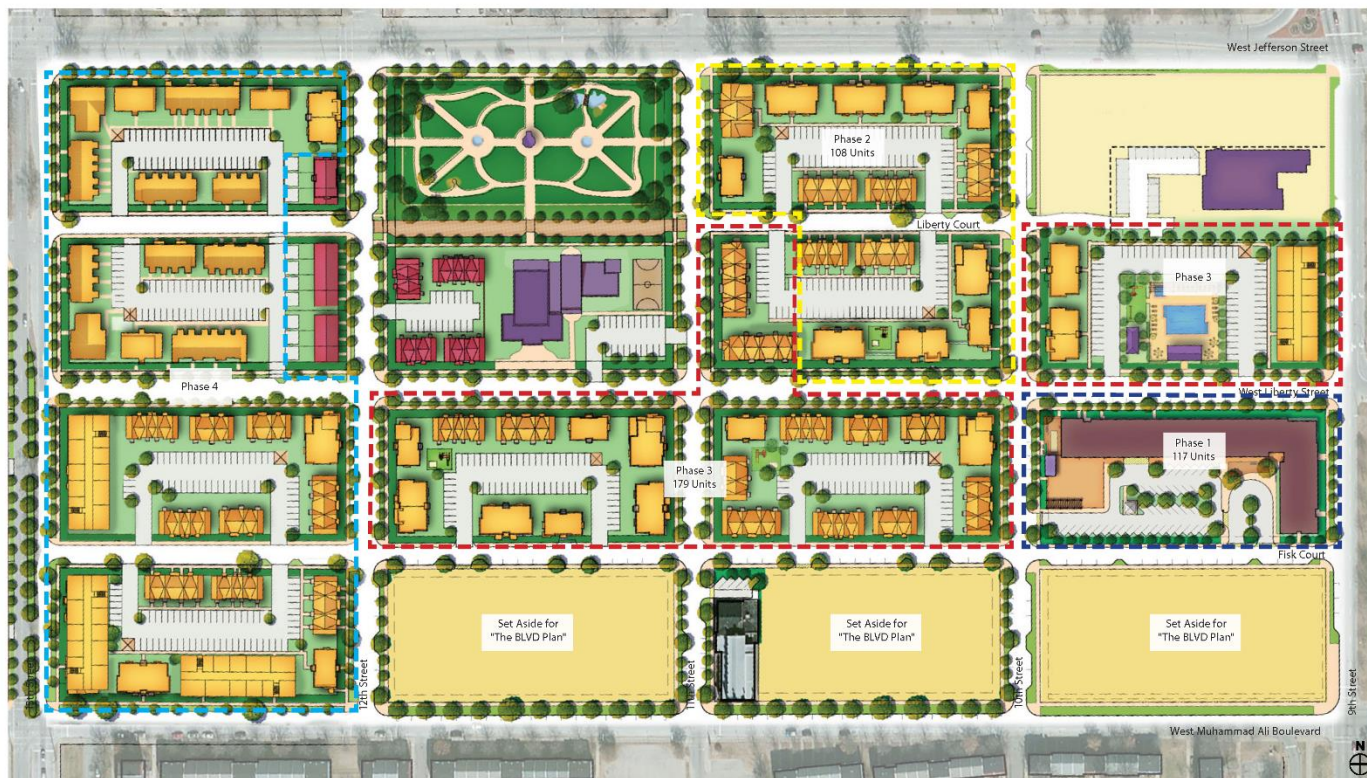 West Jefferson Street
Phase 2
108 Units
Liberty Court
Phase 3
Phase 4
West Liberty Street
Phase 1
117 Units
Phase 3
179 Units
Fisk Court
Set Aside for
"The BLVD Plan"
Set Aside for
"The BLVD Plan"
Set Aside for
"The BLVD Plan"
12th Street
11th Street
10th Street
9th Street
West Muhammad Ali Boulevard
N